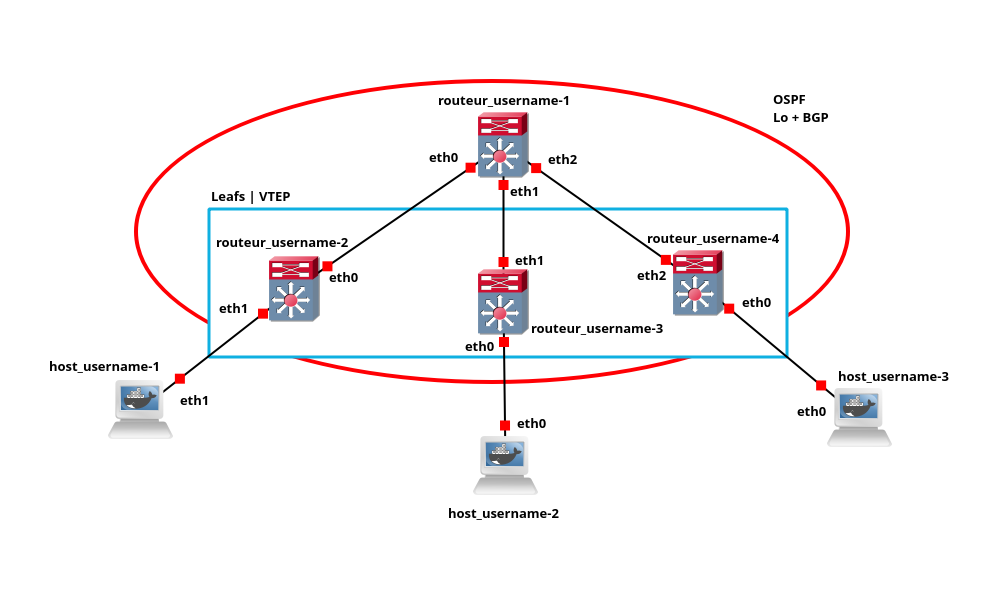 OSPF
Lo + BGP
routeur_username-1
eth0
eth2
eth1
Leafs | VTEP
routeur_username-2
routeur_username-4
eth0
eth1
eth2
eth1
eth0
routeur_username-3
eth0
host_username-1
eth1
host_username-3
eth0
eth0
host_username-2